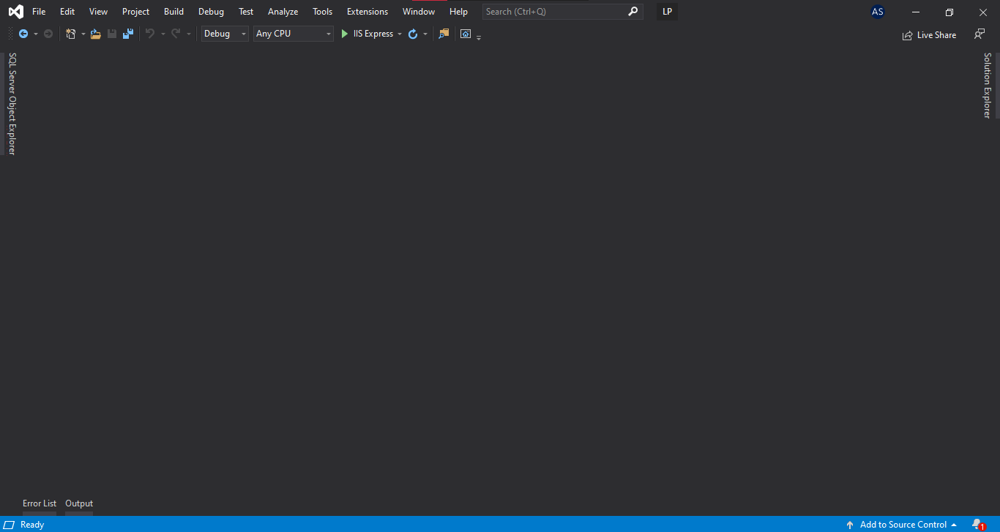 File Edit View Project Build Debug Test Analyze Tools Extensions Window Help Search (Ctrl+Q) LP AS
Debug Any CPU IIS Express Live Share
SQL Server Object Explorer
Solution Explorer
Error List Output
Ready Add to Source Control 1